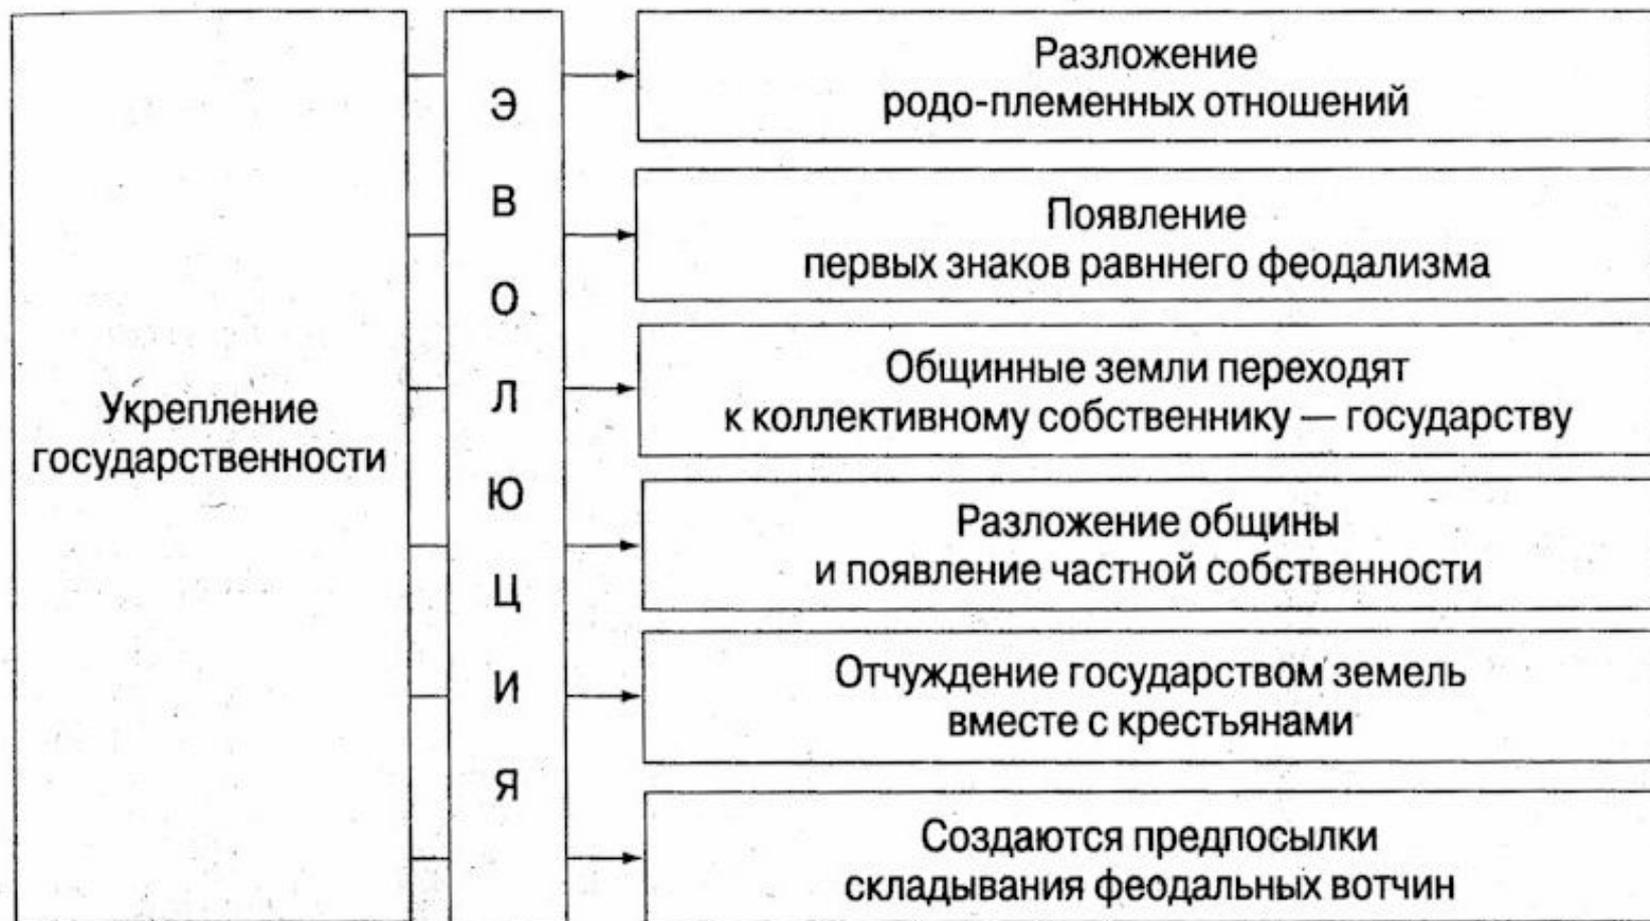 Укрепление
государственности
ЭВОЛЮЦИЯ
Разложение
родо-племенных отношений
Появление
первых знаков равннего феодализма
Общинные земли переходят
к коллективному собственнику — государству
Разложение общины
и появление частной собственности
Отчуждение государством земель
вместе с крестьянами
Создаются предпосылки
складывания феодальных вотчин